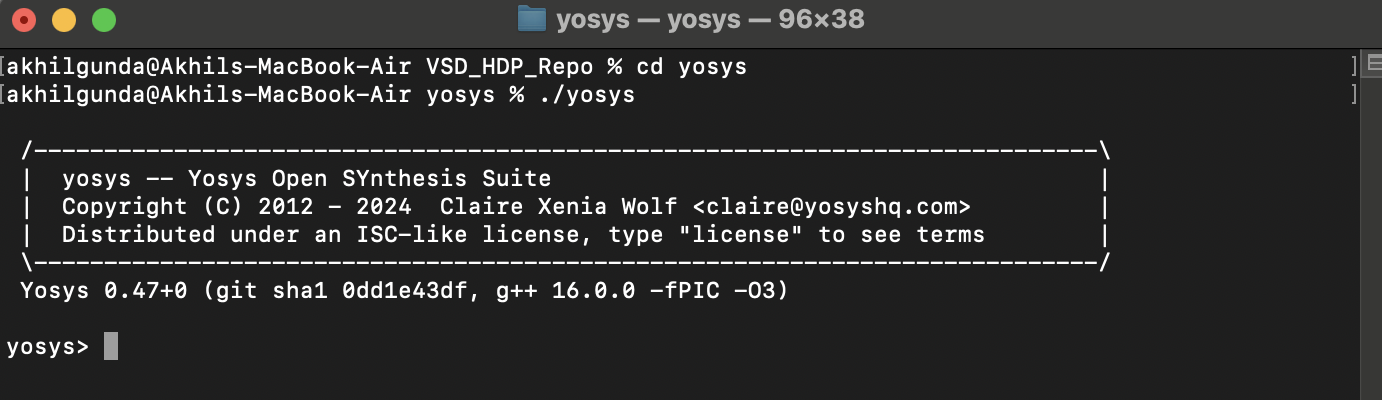 yosys — yosys — 96×38
[akhilgunda@Akhils-MacBook-Air VSD_HDP_Repo % cd yosys ]
[akhilgunda@Akhils-MacBook-Air yosys % ./yosys ]
/----------------------------------------------------------------------------\
| yosys -- Yosys Open SYnthesis Suite |
| Copyright (C) 2012 - 2024  Claire Xenia Wolf <claire@yosyshq.com> |
| Distributed under an ISC-like license, type "license" to see terms |
\----------------------------------------------------------------------------/
Yosys 0.47+0 (git sha1 0dd1e43df, g++ 16.0.0 -fPIC -O3)
yosys>